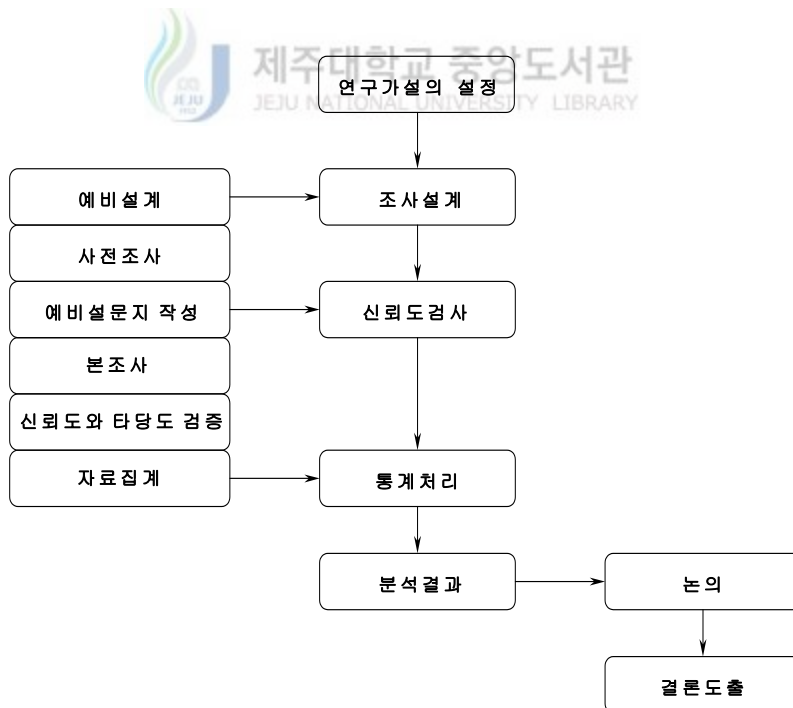 제주대학교 중앙도서관
JEJU NATIONAL UNIVERSITY LIBRARY
JEJU
1952
연구가설의 설정
예비설계
조사설계
사전조사
예비설문지 작성
신뢰도검사
본조사
신뢰도와 타당도 검증
자료집계
통계처리
분석결과
논의
결론도출